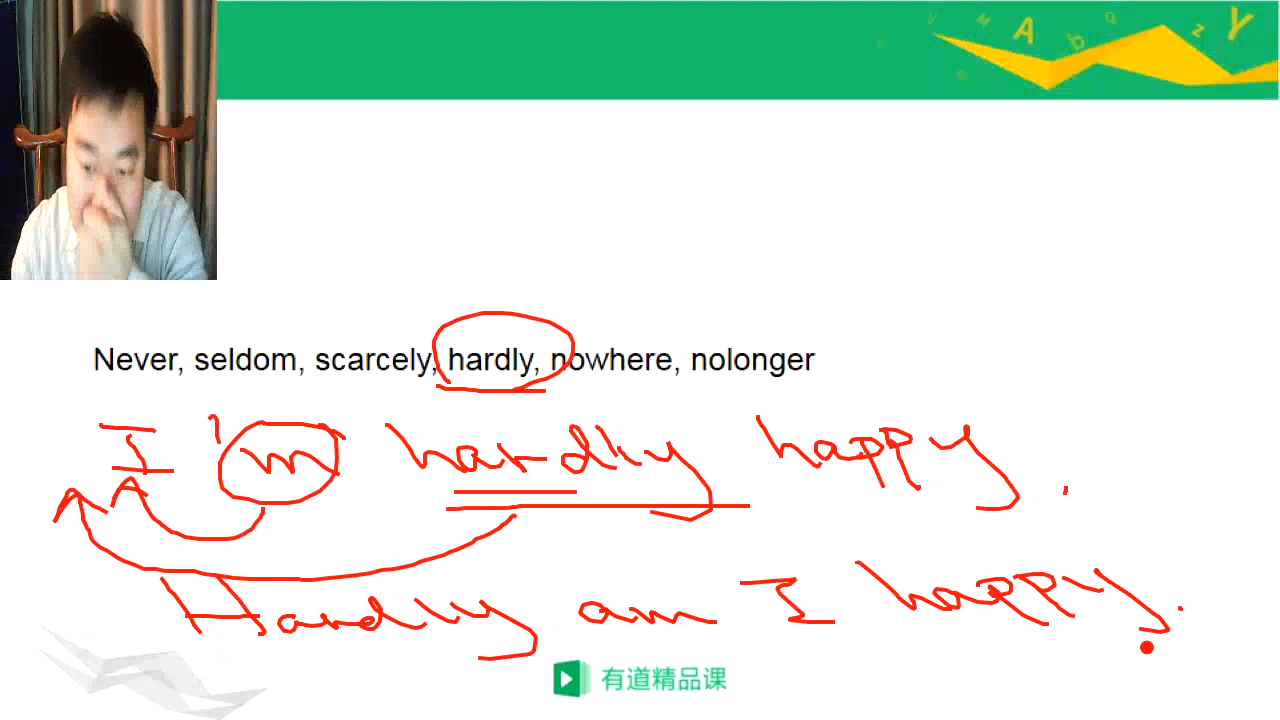 V M A b a z Y
Never, seldom, scarcely, hardly, nowhere, nolonger
I'm hardly happy.
Hardly am I happy.
有道精品课